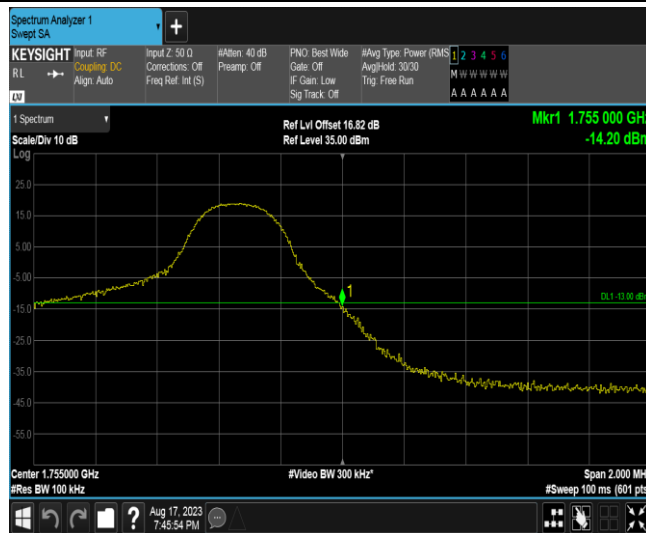 Spectrum Analyzer 1
Swept SA
+
KEYSIGHT
RL
LXI
Input: RF
Coupling: DC
Align: Auto
Input Z: 50 Ω
Corrections: Off
Freq Ref: Int (S)
#Atten: 40 dB
Preamp: Off
PNO: Best Wide
Gate: Off
IF Gain: Low
Sig Track: Off
#Avg Type: Power (RMS
Avg|Hold: 30/30
Trig: Free Run
1 2 3 4 5 6
M W W W W W
A A A A A A
1 Spectrum
Scale/Div 10 dB
Log
Ref Lvl Offset 16.82 dB
Ref Level 35.00 dBm
Mkr1 1.755 000 GHz
-14.20 dBm
25.0
15.0
5.00
-5.00
-15.0
-25.0
-35.0
-45.0
-55.0
1
DL1 -13.00 dBm
Center 1.755000 GHz
#Res BW 100 kHz
#Video BW 300 kHz*
Span 2.000 MH
#Sweep 100 ms (601 pts
?
Aug 17, 2023
7:45:54 PM